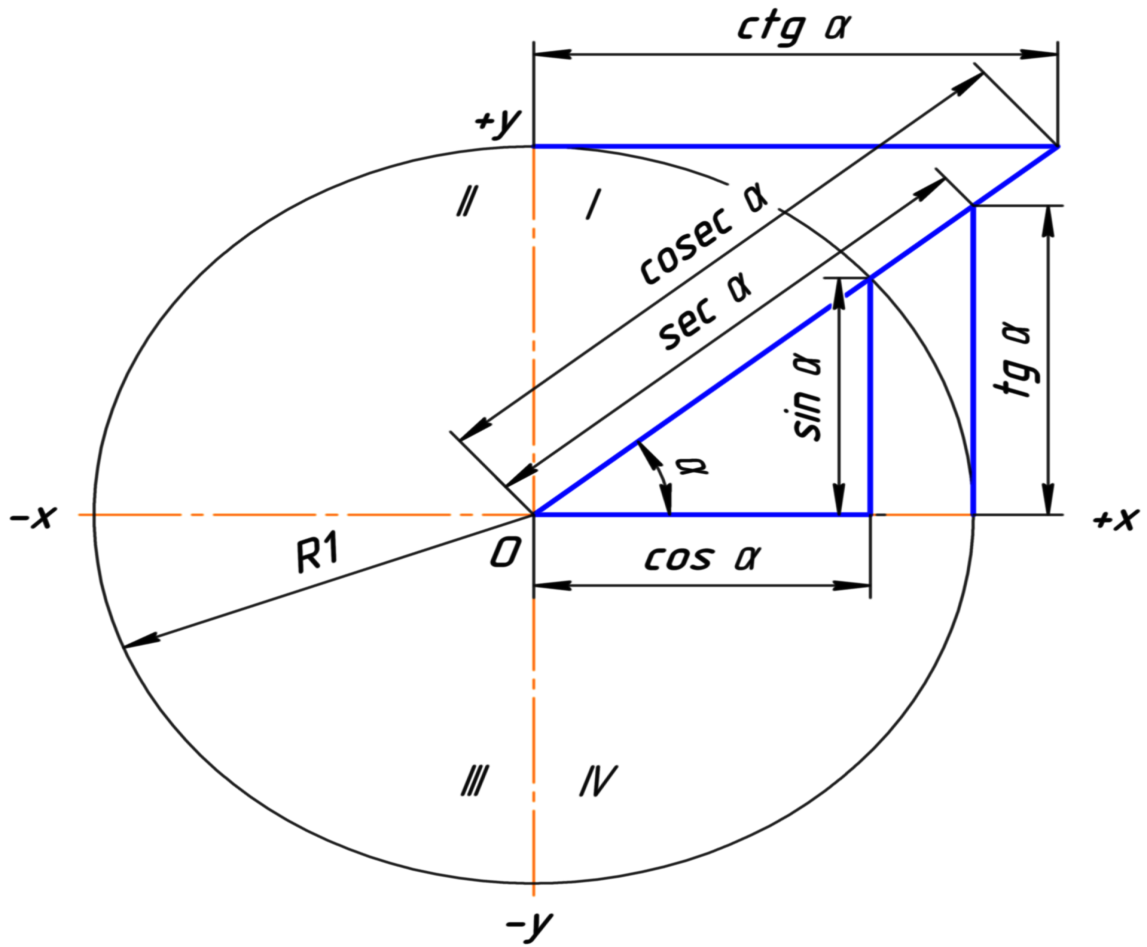 ctg α
+y
II
I
cosec α
sec α
sin α
tg α
α
-x
+x
R1
O
cos α
III
IV
-y